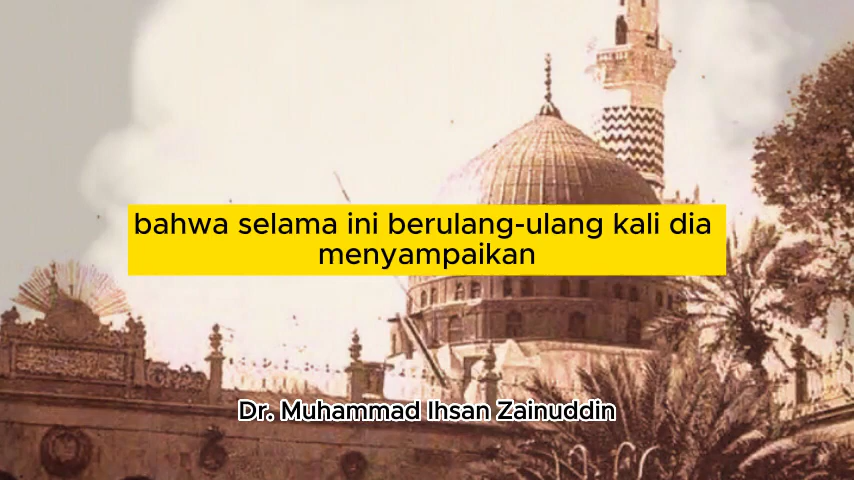 bahwa selama ini berulang-ulang kali dia
menyampaikan
Dr. Muhammad Ihsan Zainuddin